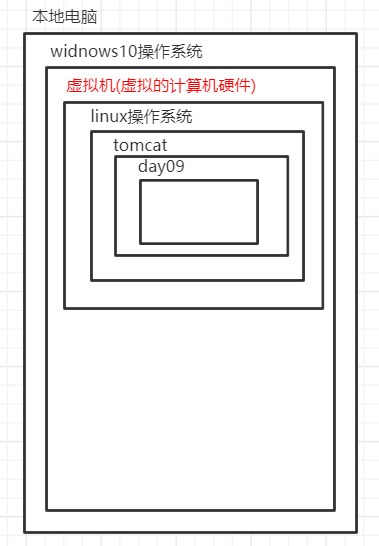 本地电脑
widnows10操作系统
虚拟机(虚拟的计算机硬件)
linux操作系统
tomcat
day09